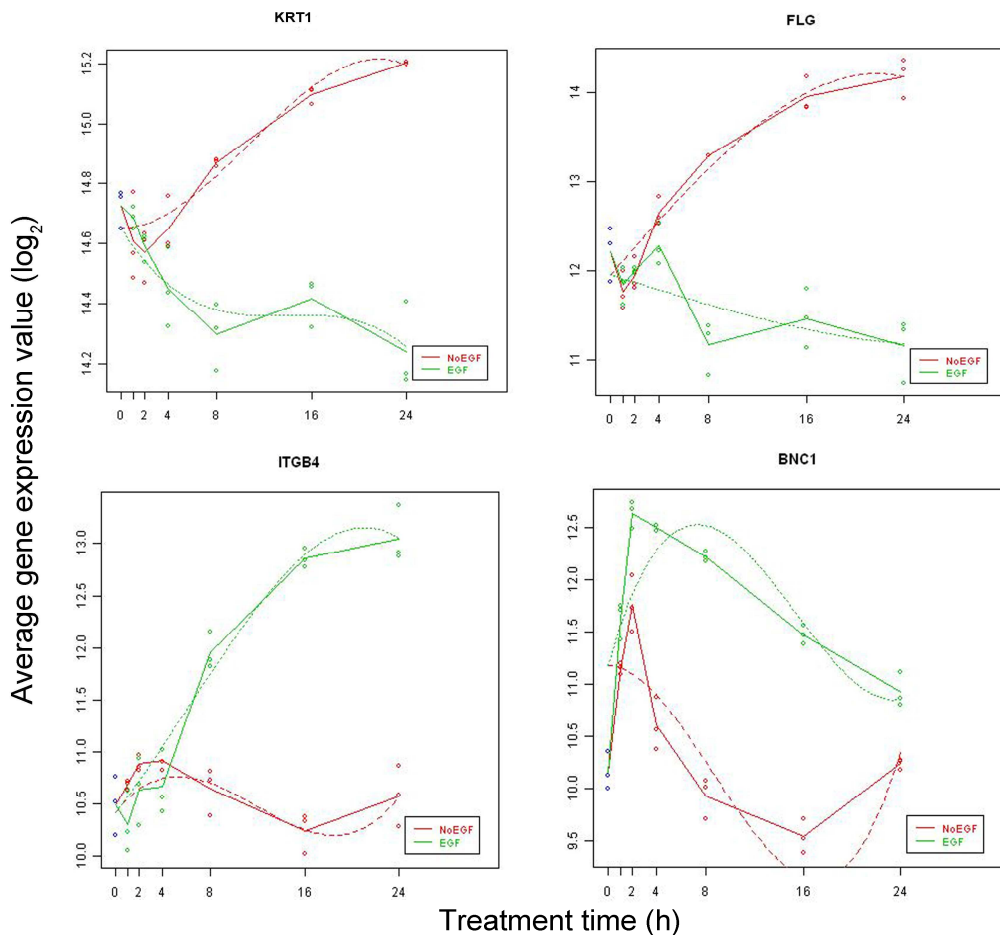 KRT1
15.2
15.0
14.8
14.6
14.4
14.2
NoEGF
EGF
0 2 4 8 16 24
FLG
14
13
12
11
NoEGF
EGF
0 2 4 8 16 24
Average gene expression value (log2)
ITGB4
13.0
12.5
12.0
11.5
11.0
10.5
10.0
NoEGF
EGF
0 2 4 8 16 24
BNC1
12.5
12.0
11.5
11.0
10.5
10.0
9.5
NoEGF
EGF
0 2 4 8 16 24
Treatment time (h)